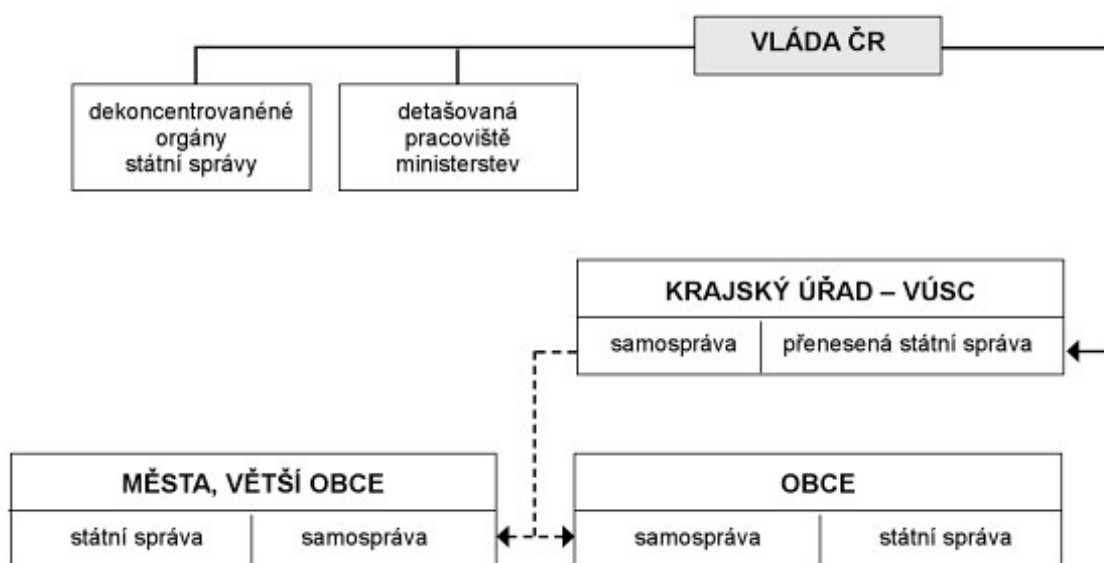 VLÁDA ČR
dekoncentrovanéné
orgány
státní správy
detašovaná
pracoviště
ministerstev
KRAJSKÝ ÚŘAD – VÚSC
samospráva
přenesená státní správa
MĚSTA, VĚTŠÍ OBCE
státní správa
samospráva
OBCE
samospráva
státní správa